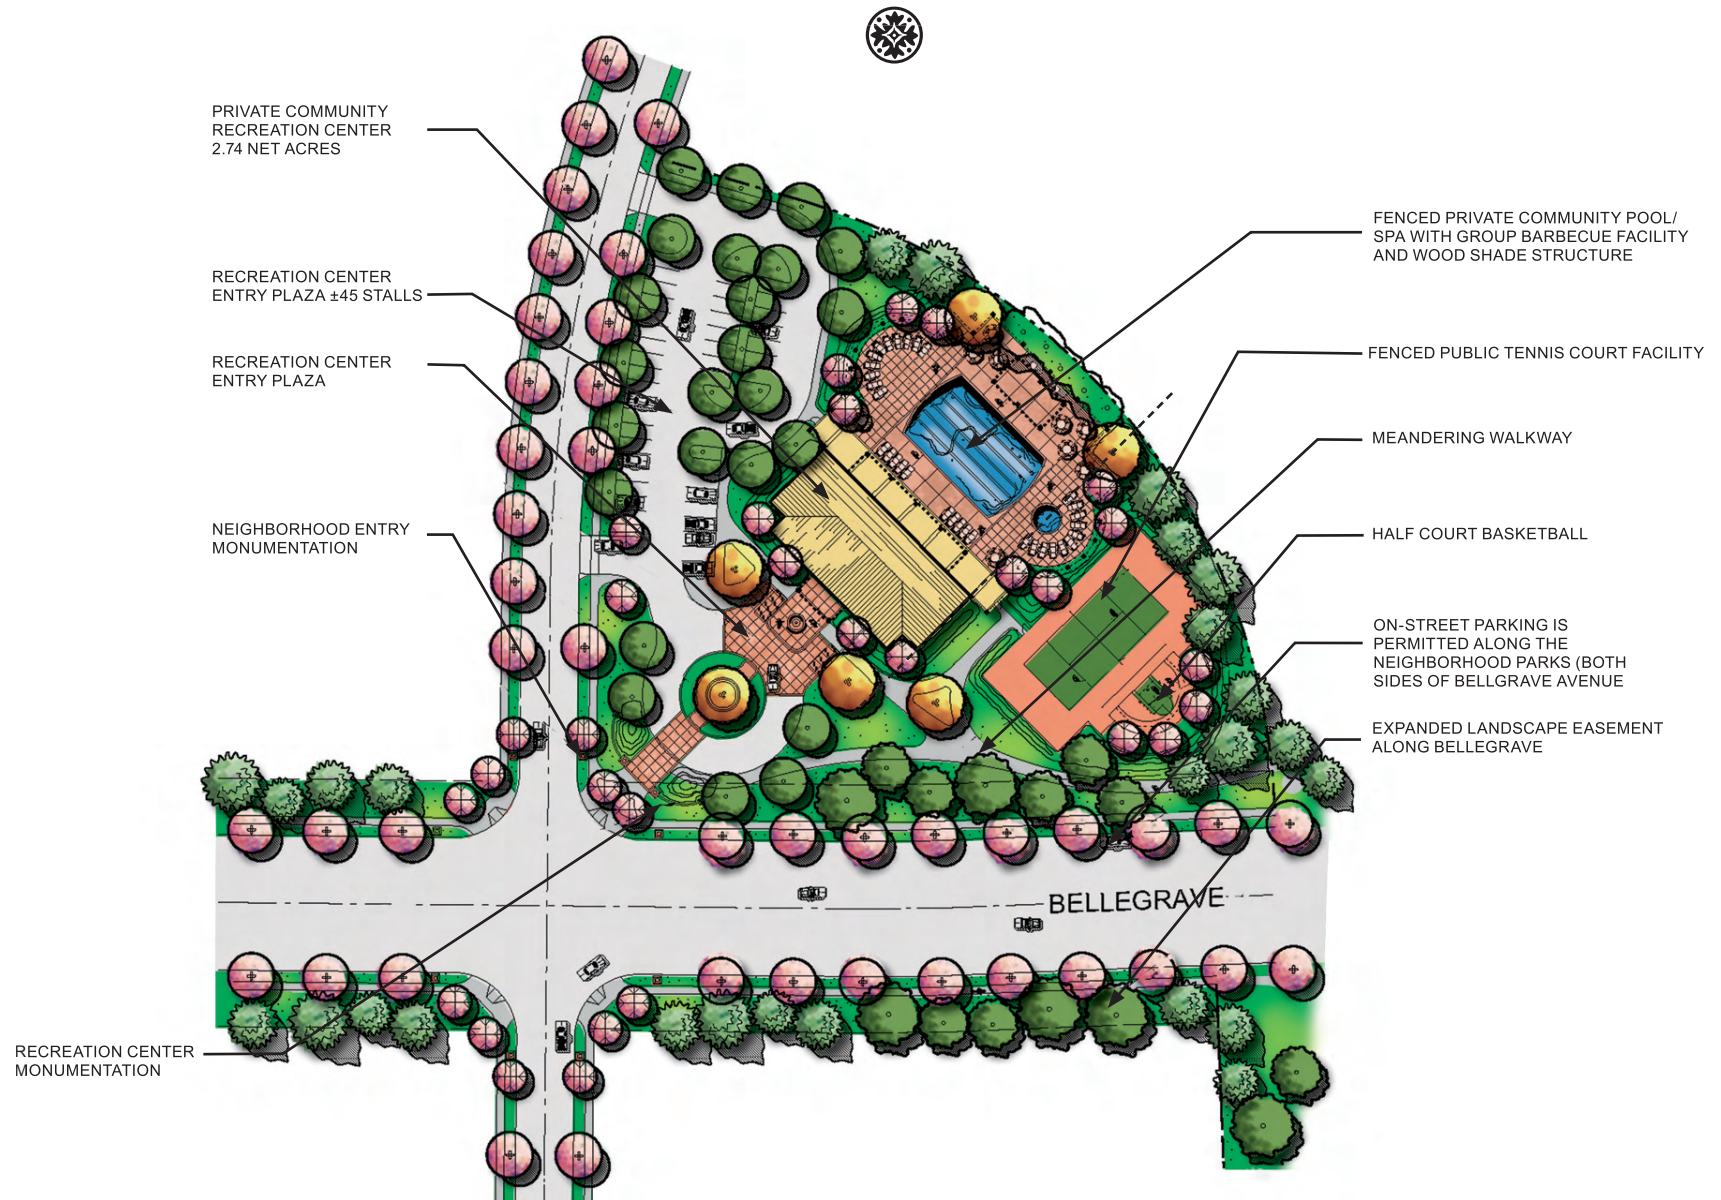 PRIVATE COMMUNITY
RECREATION CENTER
2.74 NET ACRES
RECREATION CENTER
ENTRY PLAZA ±45 STALLS
RECREATION CENTER
ENTRY PLAZA
NEIGHBORHOOD ENTRY
MONUMENTATION
RECREATION CENTER
MONUMENTATION
FENCED PRIVATE COMMUNITY POOL/
SPA WITH GROUP BARBECUE FACILITY
AND WOOD SHADE STRUCTURE
FENCED PUBLIC TENNIS COURT FACILITY
MEANDERING WALKWAY
HALF COURT BASKETBALL
ON-STREET PARKING IS
PERMITTED ALONG THE
NEIGHBORHOOD PARKS (BOTH
SIDES OF BELLGRAVE AVENUE
EXPANDED LANDSCAPE EASEMENT
ALONG BELLEGRAVE
BELLEGRAVE